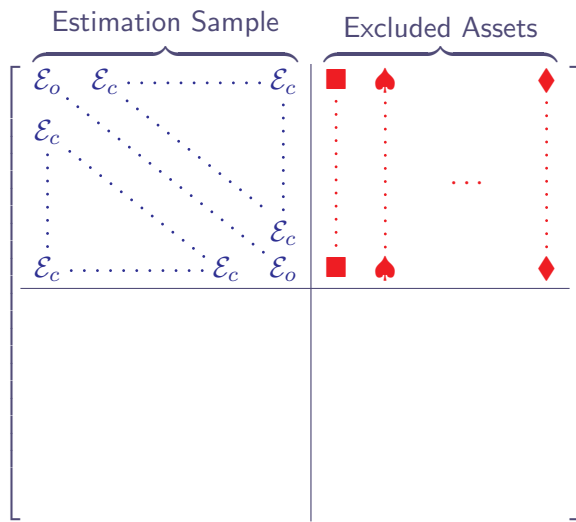 Estimation Sample Excluded Assets
ℰo ℰc ℰc ■ ♠ ♦
ℰc
...
ℰc
ℰc ℰc ℰo ■ ♠ ♦